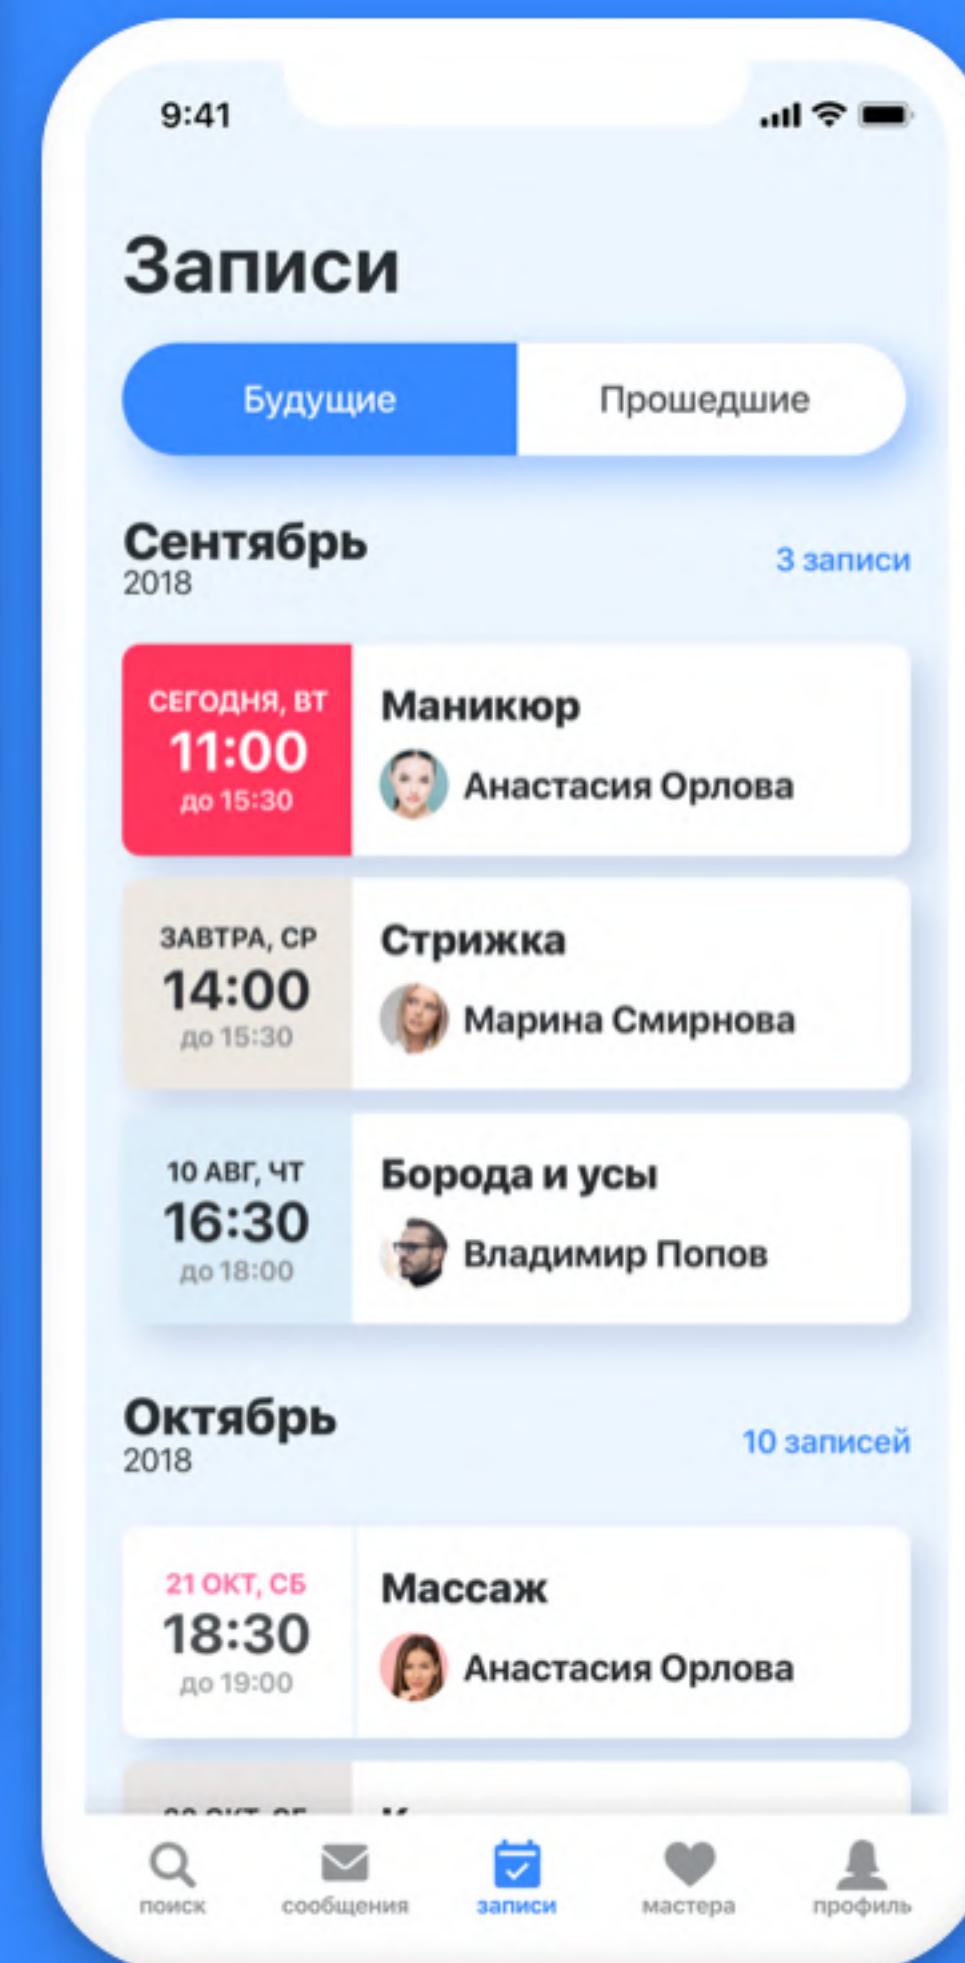 9:41
Записи
Будущие
Прошедшие
Сентябрь
2018
3 записи
СЕГОДНЯ, ВТ
11:00
до 15:30
Маникюр
Анастасия Орлова
ЗАВТРА, СР
14:00
до 15:30
Стрижка
Марина Смирнова
10 АВГ, ЧТ
16:30
до 18:00
Борода и усы
Владимир Попов
Октябрь
2018
10 записей
21 ОКТ, СБ
18:30
до 19:00
Массаж
Анастасия Орлова
поиск
сообщения
записи
мастера
профиль